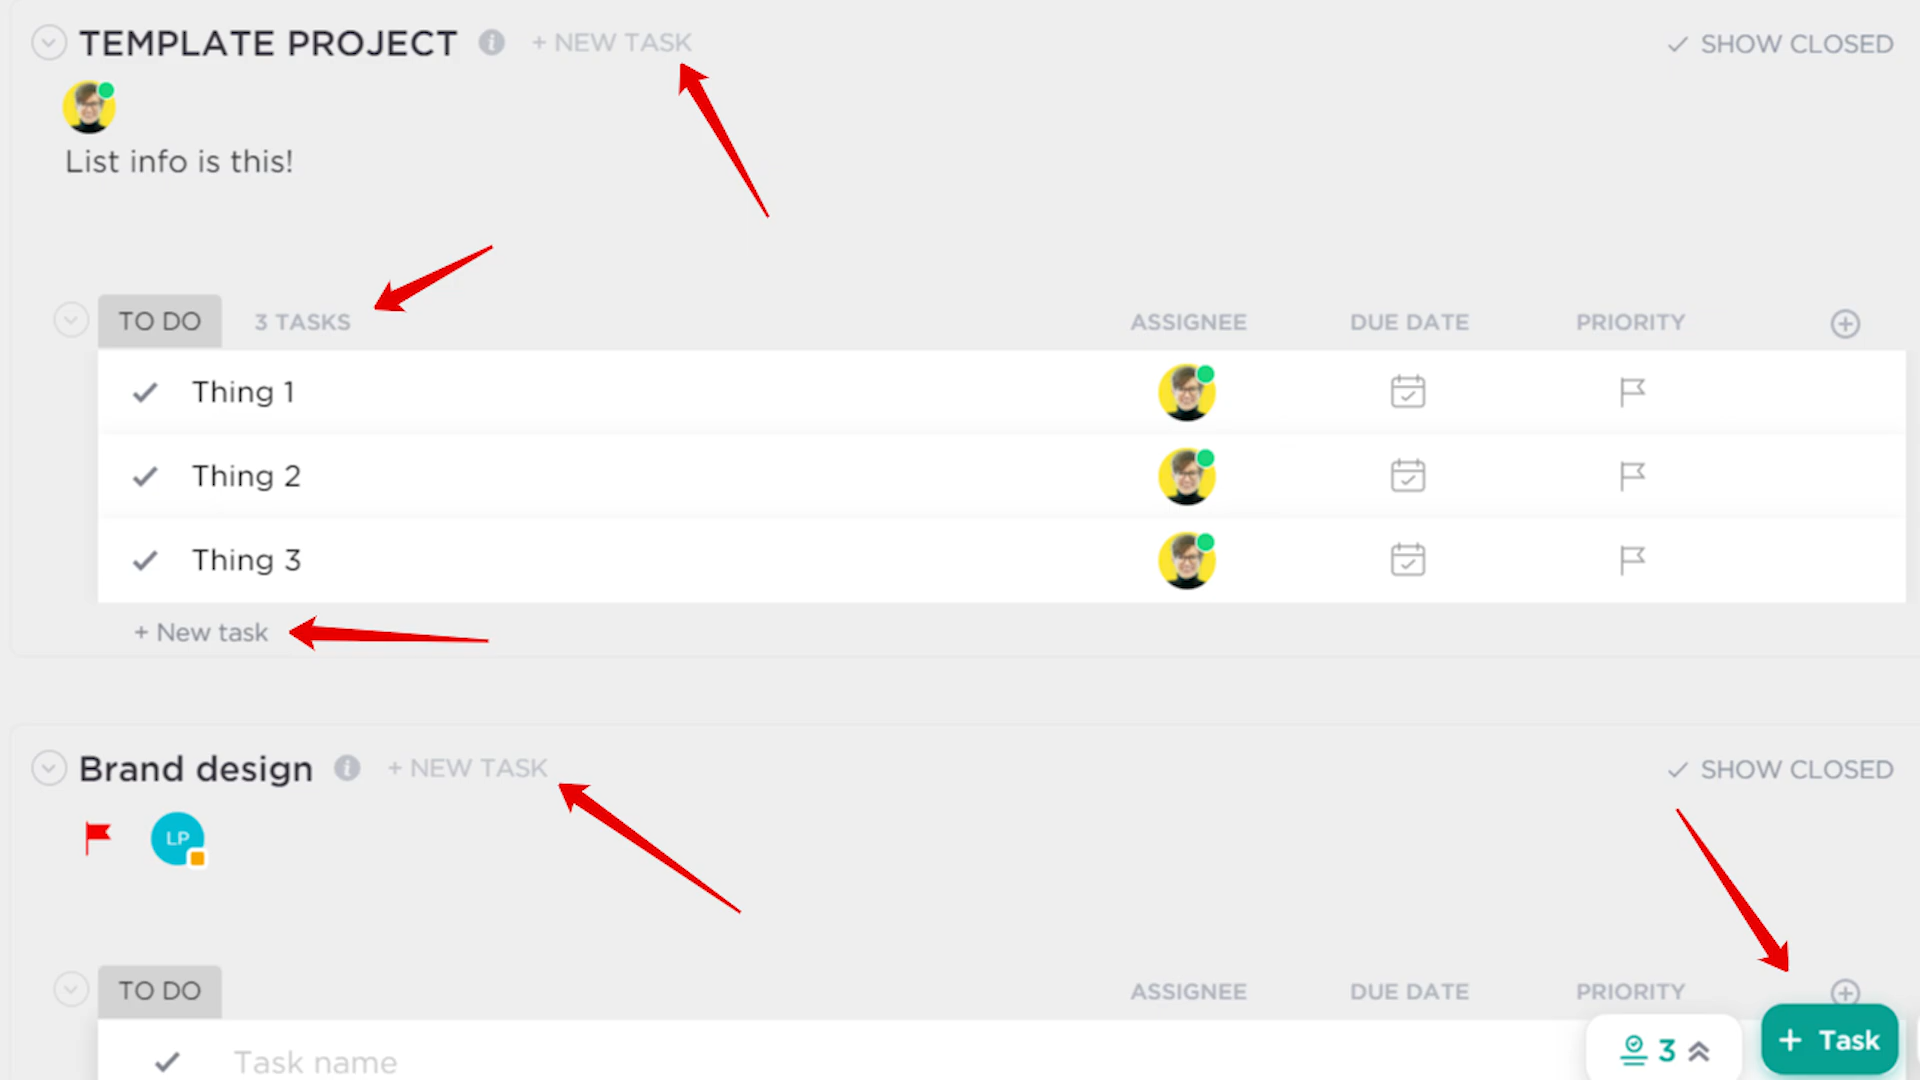 TEMPLATE PROJECT + NEW TASK SHOW CLOSED
List info is this!
TO DO 3 TASKS ASSIGNEE DUE DATE PRIORITY
Thing 1
Thing 2
Thing 3
+ New task
Brand design + NEW TASK SHOW CLOSED
LP
TO DO ASSIGNEE DUE DATE PRIORITY
Task name 3 + Task